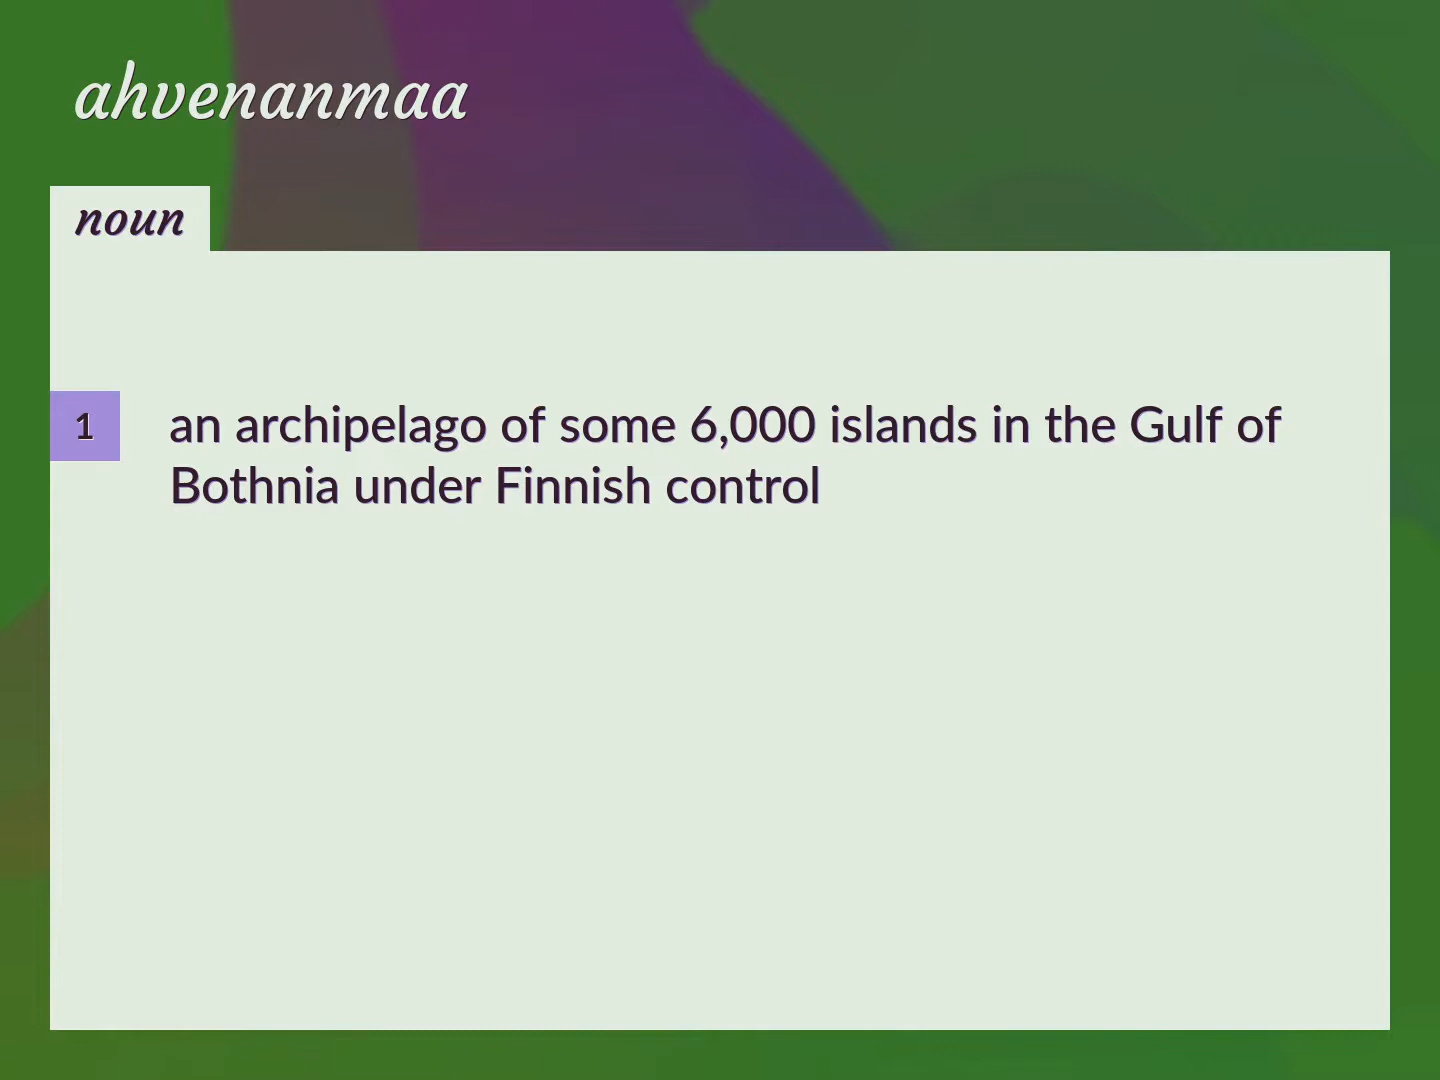 ahvenanmaa
noun
1
an archipelago of some 6,000 islands in the Gulf of
Bothnia under Finnish control